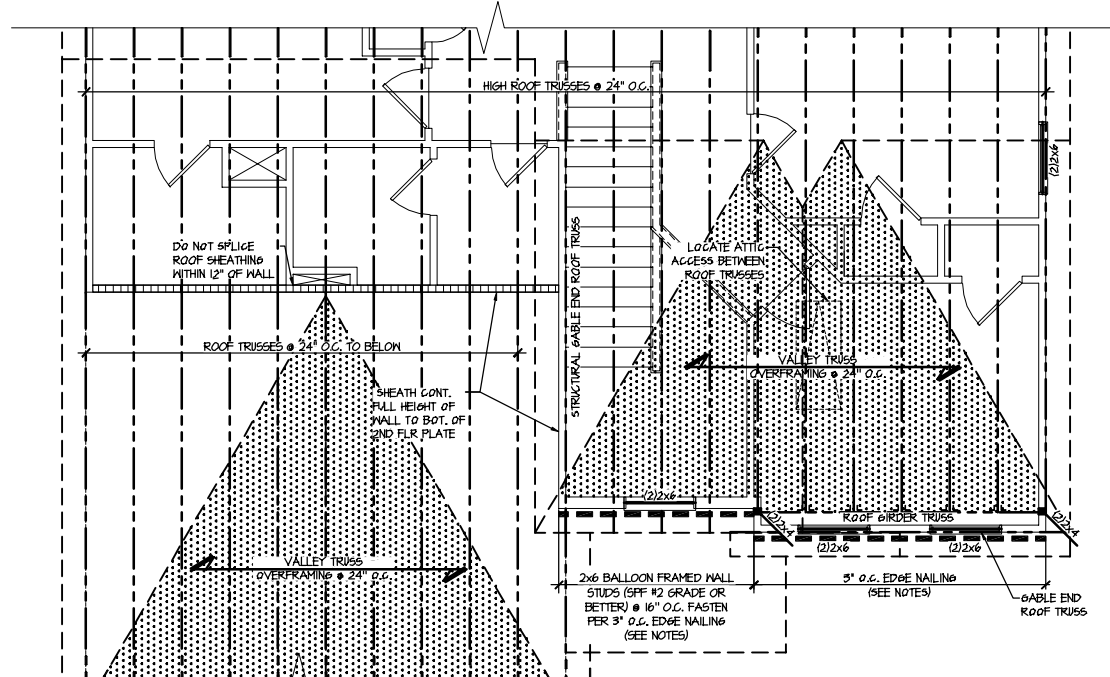 HIGH ROOF TRUSSES @ 24" O.C.
(2)2x6
DO NOT SPLICE
ROOF SHEATHING
WITHIN 12" OF WALL
STRUCTURAL GABLE END ROOF TRUSS
LOCATE ATTIC
ACCESS BETWEEN
ROOF TRUSSES
ROOF TRUSSES @ 24" O.C. TO BELOW
VALLEY TRUSS
OVERFRAMING @ 24" O.C.
SHEATH CONT.
FULL HEIGHT OF
WALL TO BOT. OF
2ND FLR PLATE
(2)2x6
ROOF GIRDER TRUSS
(2)2x4
(2)2x4
(2)2x6
(2)2x6
VALLEY TRUSS
OVERFRAMING @ 24" O.C.
2x6 BALLOON FRAMED WALL
STUDS (SPF #2 GRADE OR
BETTER) @ 16" O.C. FASTEN
PER 3" O.C. EDGE NAILING
(SEE NOTES)
3" O.C. EDGE NAILING
(SEE NOTES)
GABLE END
ROOF TRUSS